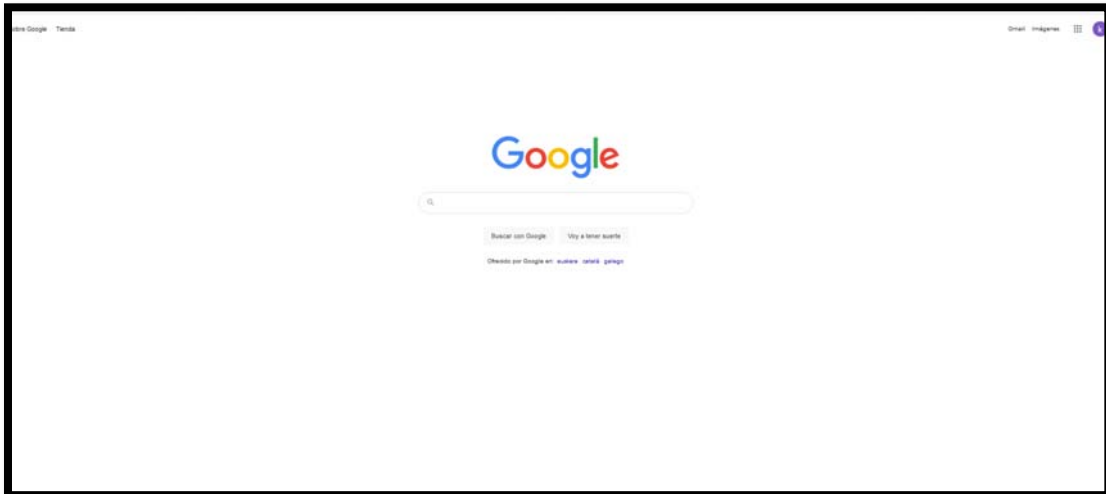 obre Google Tienda
Gmail Imágenes
k
Google
Buscar con Google Voy a tener suerte
Ofrecido por Google en: euskara català galego